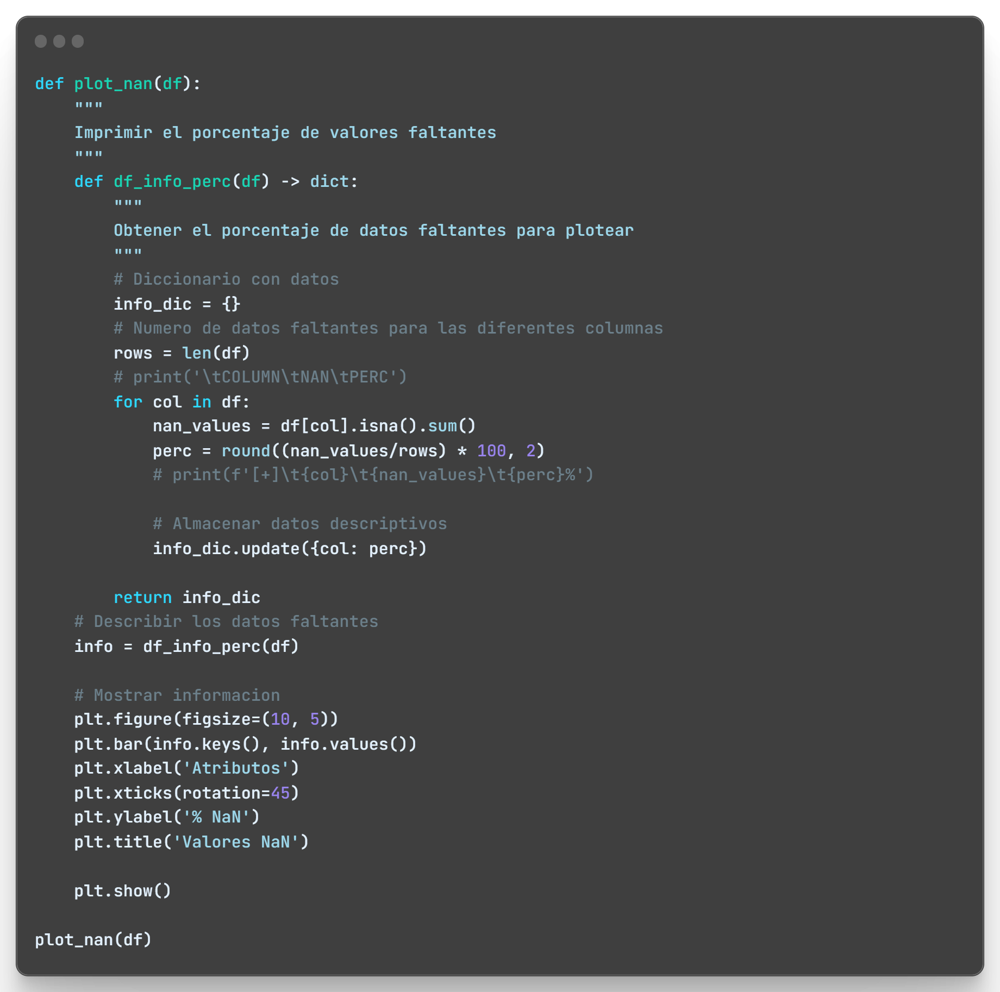 def plot_nan(df):
    """
    Imprimir el porcentaje de valores faltantes
    """
    def df_info_perc(df) -> dict:
        """
        Obtener el porcentaje de datos faltantes para plotear
        """
        # Diccionario con datos
        info_dic = {}
        # Numero de datos faltantes para las diferentes columnas
        rows = len(df)
        # print('\tCOLUMN\tNAN\tPERC')
        for col in df:
            nan_values = df[col].isna().sum()
            perc = round((nan_values/rows) * 100, 2)
            # print(f'[+]\t{col}\t{nan_values}\t{perc}%')

            # Almacenar datos descriptivos
            info_dic.update({col: perc})

        return info_dic
    # Describir los datos faltantes
    info = df_info_perc(df)

    # Mostrar informacion
    plt.figure(figsize=(10, 5))
    plt.bar(info.keys(), info.values())
    plt.xlabel('Atributos')
    plt.xticks(rotation=45)
    plt.ylabel('% NaN')
    plt.title('Valores NaN')

    plt.show()

plot_nan(df)